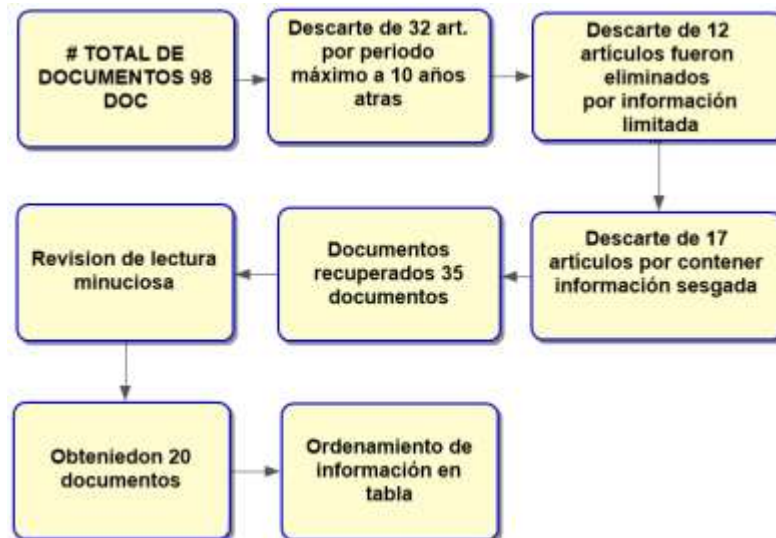 # TOTAL DE
DOCUMENTOS 98
DOC
Descarte de 32 art.
por periodo
máximo a 10 años
atras
Descarte de 12
artículos fueron
eliminados
por información
limitada
Descarte de 17
artículos por contener
información sesgada
Documentos
recuperados 35
documentos
Revision de lectura
minuciosa
Obteniedon 20
documentos
Ordenamiento de
información en
tabla